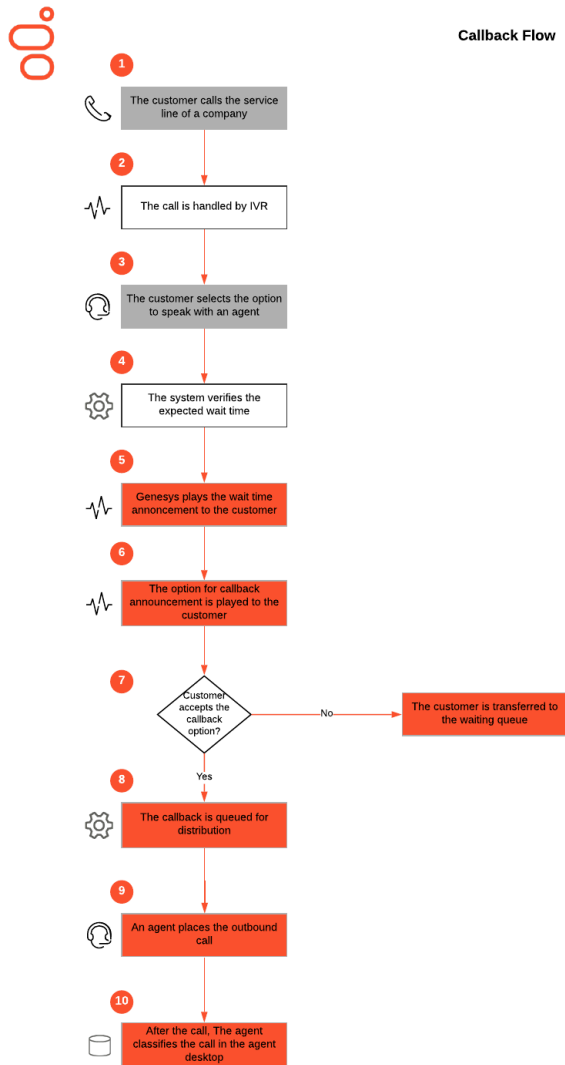 Callback Flow
1
The customer calls the service
line of a company
2
The call is handled by IVR
3
The customer selects the option
to speak with an agent
4
The system verifies the
expected wait time
5
Genesys plays the wait time
annoncement to the customer
6
The option for callback
announcement is played to the
customer
7
Customer
accepts the
callback
option?
No
The customer is transferred to
the waiting queue
Yes
8
The callback is queued for
distribution
9
An agent places the outbound
call
10
After the call, The agent
classifies the call in the agent
desktop